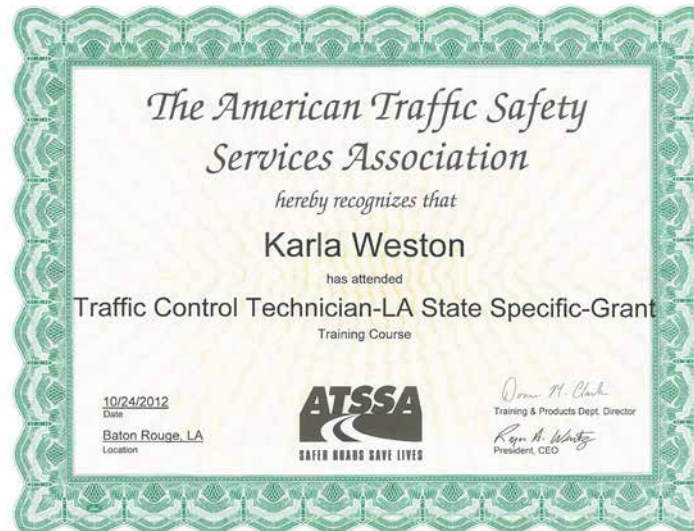 The American Traffic Safety
Services Association
hereby recognizes that
Karla Weston
has attended
Traffic Control Technician-LA State Specific-Grant
Training Course
10/24/2012
Date
Baton Rouge, LA
Location
ATSSA
SAFER ROADS SAVE LIVES
Training & Products Dept. Director
President, CEO